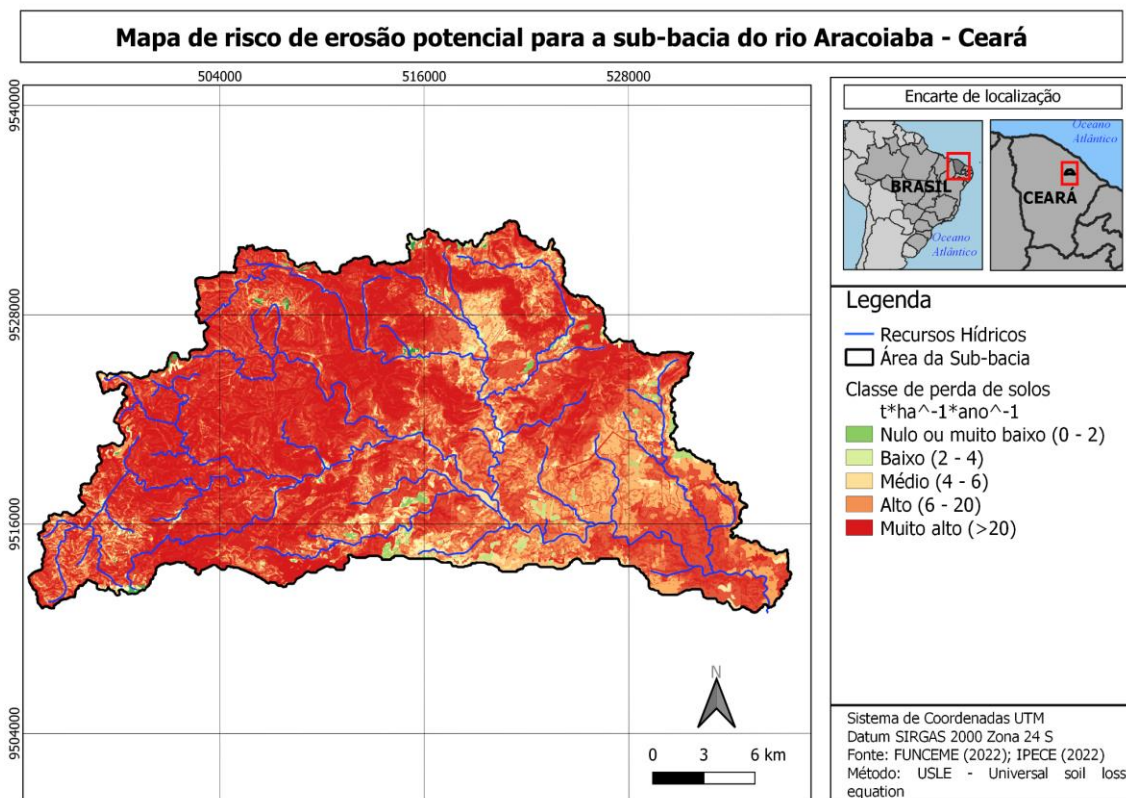 Mapa de risco de erosão potencial para a sub-bacia do rio Aracoiaba - Ceará
504000
516000
528000
9540000
9528000
9516000
9504000
N
0 3 6 km
Encarte de localização
BRASIL
Oceano
Atlântico
Oceano
Atlântico
CEARÁ
Legenda
Recursos Hídricos
Área da Sub-bacia
Classe de perda de solos
t*ha^-1*ano^-1
Nulo ou muito baixo (0 - 2)
Baixo (2 - 4)
Médio (4 - 6)
Alto (6 - 20)
Muito alto (>20)
Sistema de Coordenadas UTM
Datum SIRGAS 2000 Zona 24 S
Fonte: FUNCEME (2022); IPECE (2022)
Método: USLE - Universal soil loss
equation